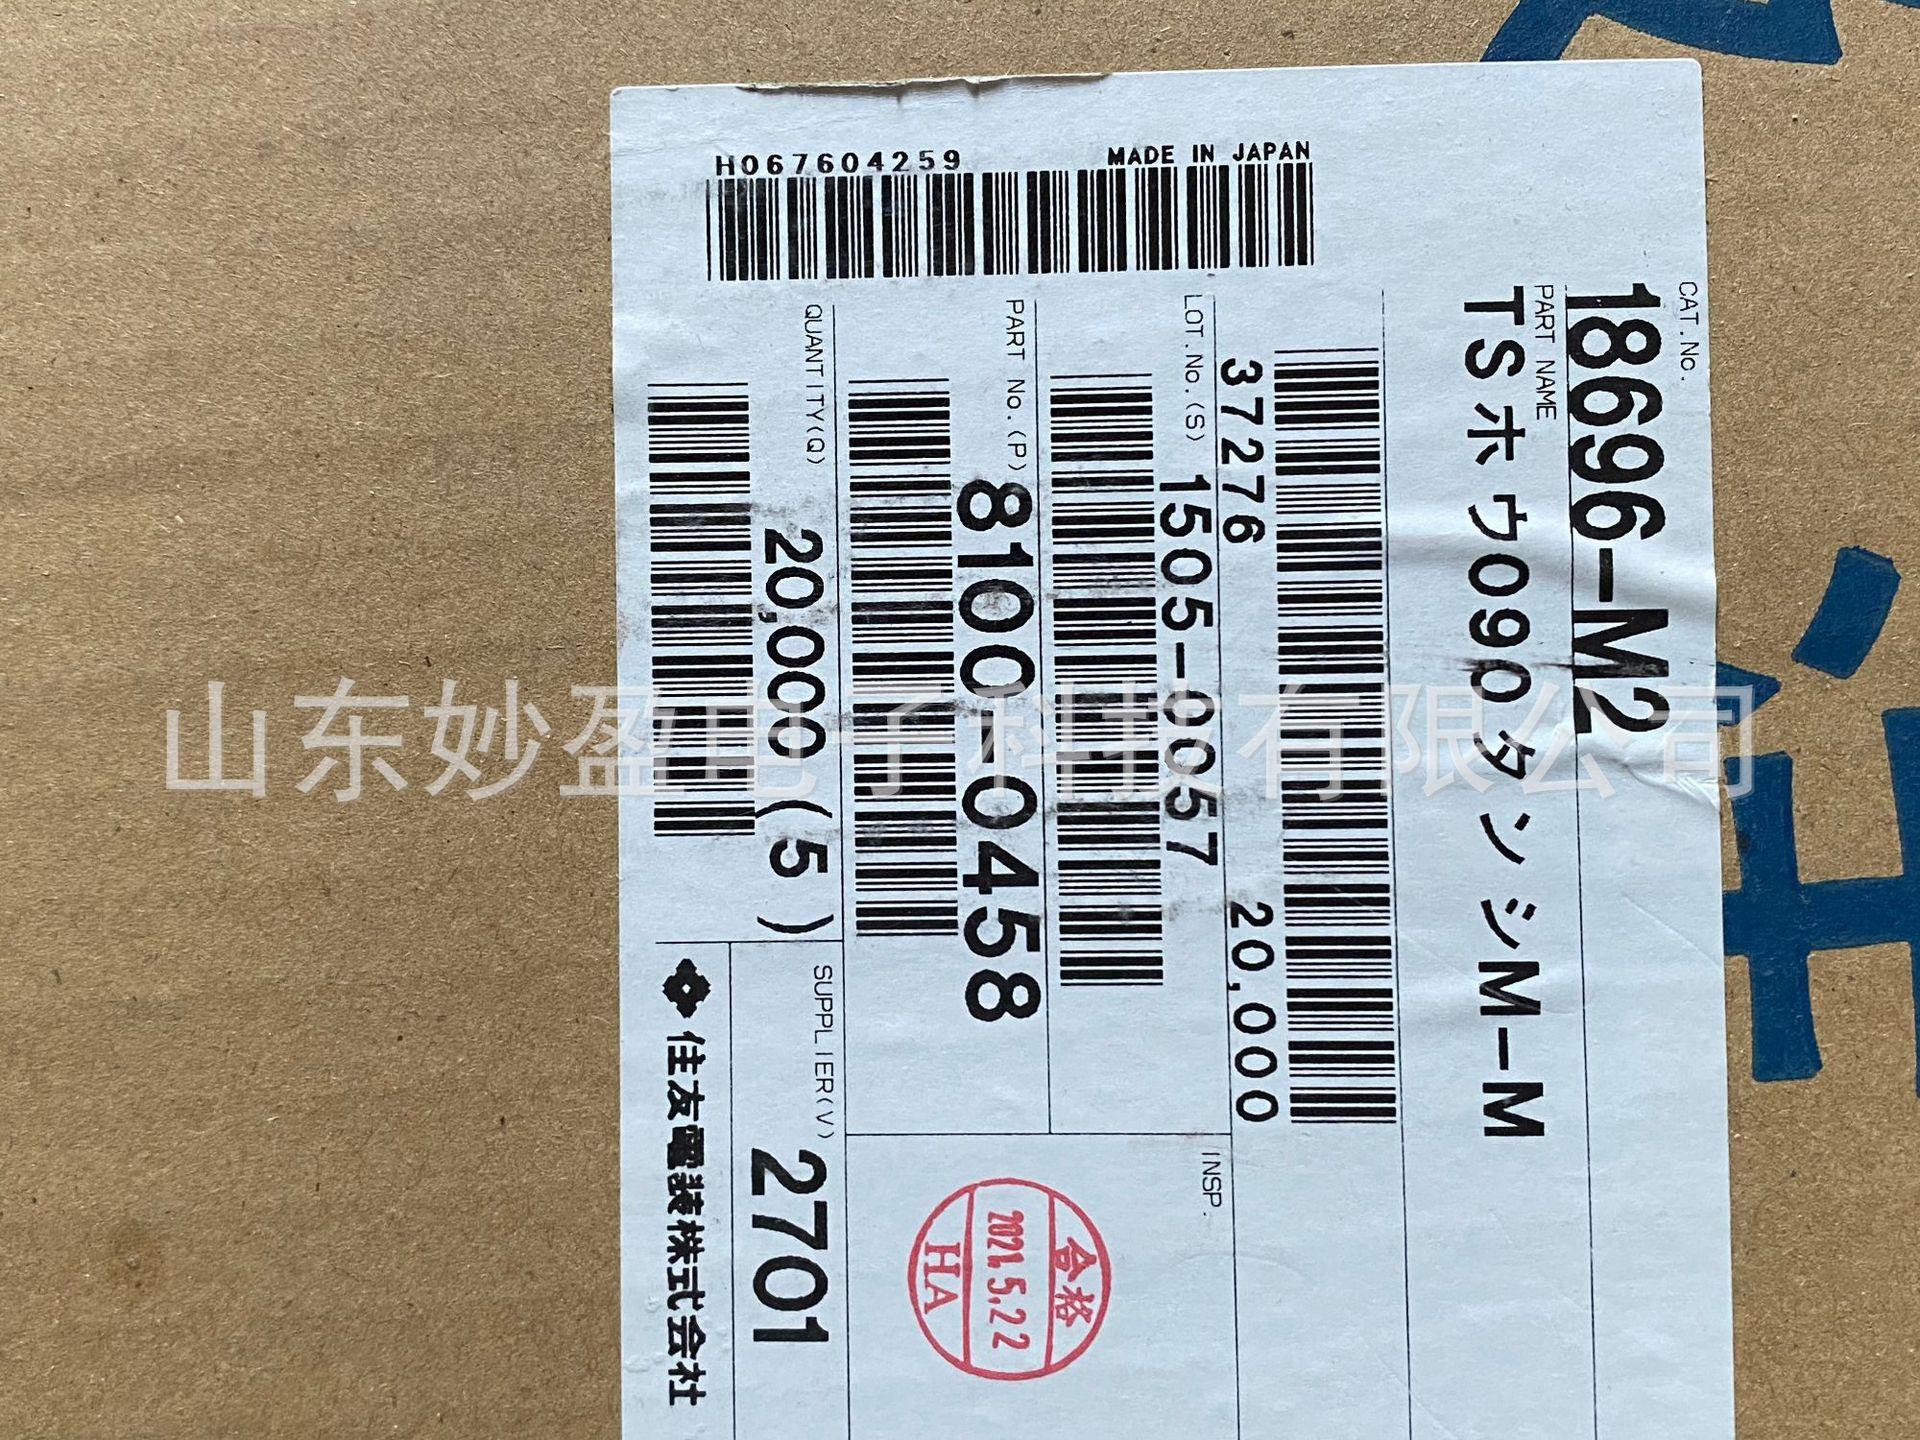 H067604259
MADE IN JAPAN
CAT.No.
18696-M2
PART NAME
TSホウ090タンシM-M
37276
20,000
LOT.No.(S)
1505-0057
PART No.(P)
8100-0458
INSP.
合格
2021.5.22
HA
QUANTITY(Q)
20,000(5)
SUPPLIER(V)
2701
住友電装株式会社
山东妙盈电子科技有限公司